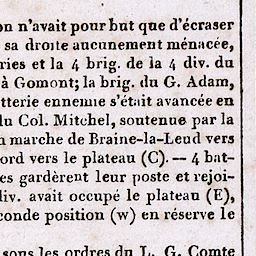 on n'avait pour but que d'écraser
sa droite aucunement ménacée,
ries et la 4 brig. de la 4 div. du
à Gomont; la brig. du G. Adam,
tterie ennemie s'était avancée en
du Col. Mitchel, soutenue par la
n marche de Braine-la-Leud vers
ord vers le plateau (C). — 4 bat-
es gardèrent leur poste et rejoi-
div. avait occupé le plateau (E),
conde position (w) en réserve le
sous les ordres du L. G. Comte